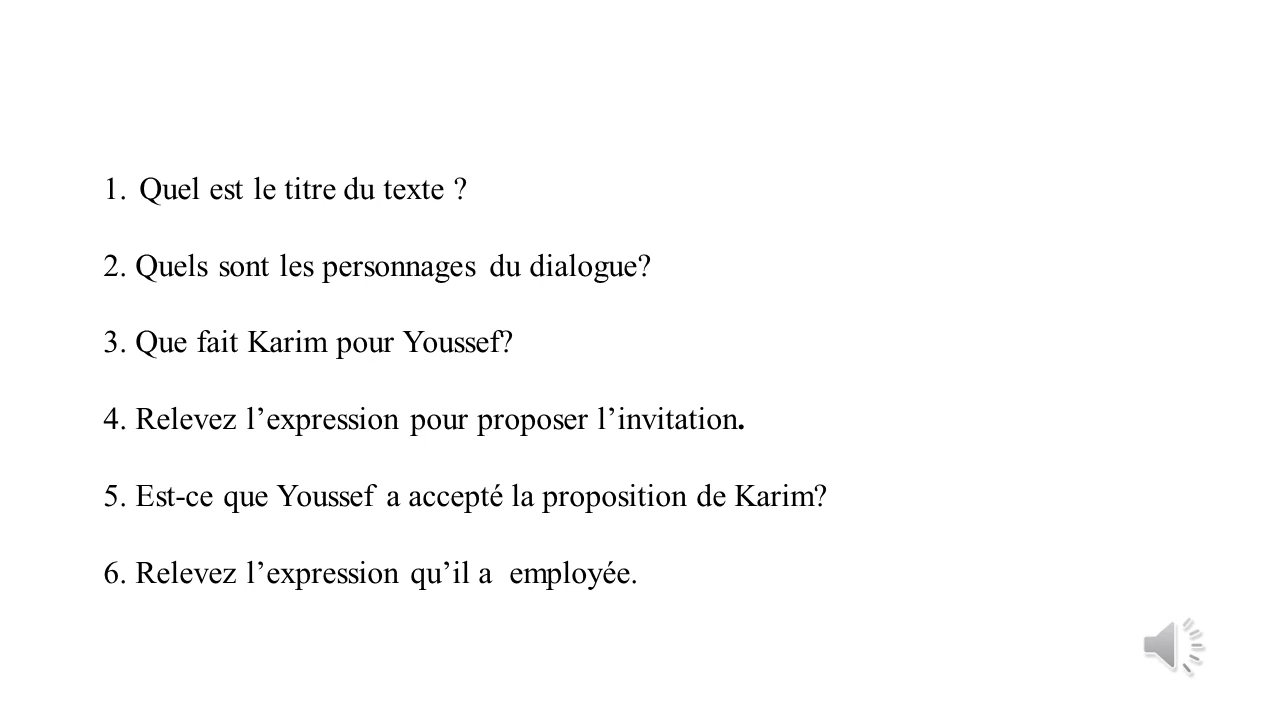 1. Quel est le titre du texte ?
2. Quels sont les personnages du dialogue?
3. Que fait Karim pour Youssef?
4. Relevez l’expression pour proposer l’invitation.
5. Est-ce que Youssef a accepté la proposition de Karim?
6. Relevez l’expression qu’il a employée.